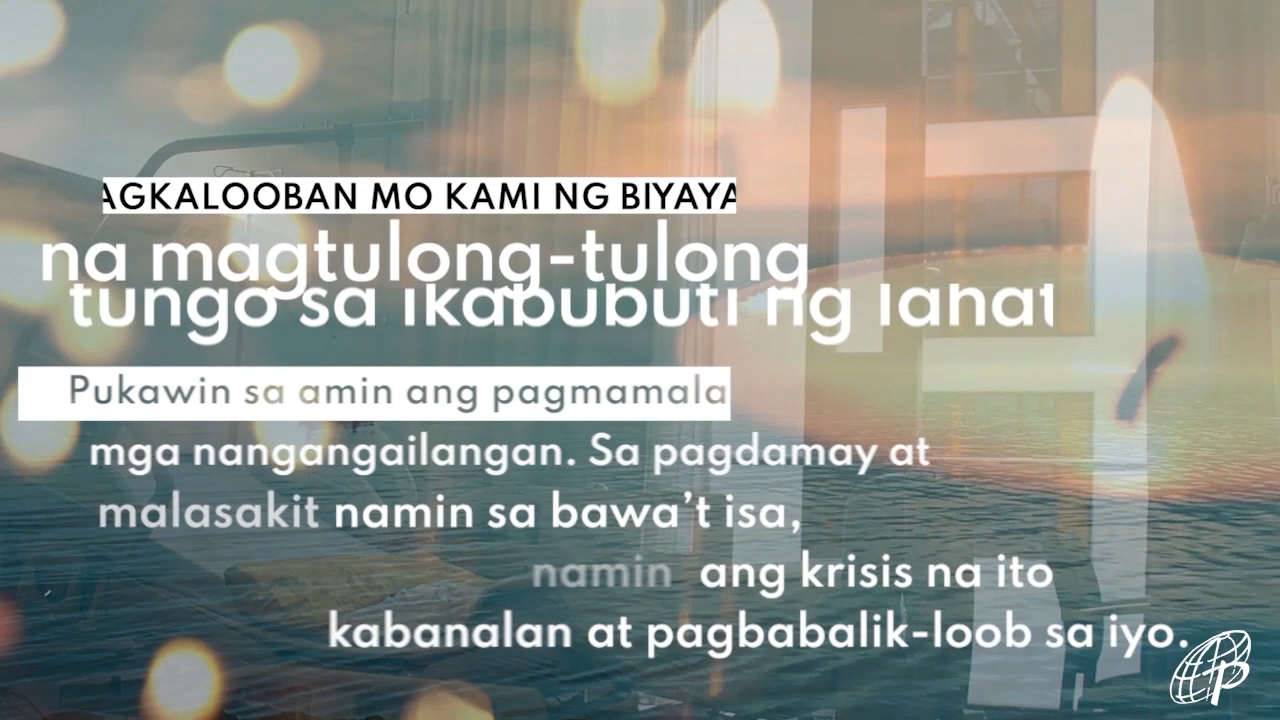 AGKALOOBAN MO KAMI NG BIYAYA
na magtulong-tulong
tungo sa ikabubuti ng lahat
Pukawin sa amin ang pagmamala
mga nangangailangan. Sa pagdamay at
malasakit namin sa bawa’t isa,
namin ang krisis na ito
kabanalan at pagbabalik-loob sa iyo.